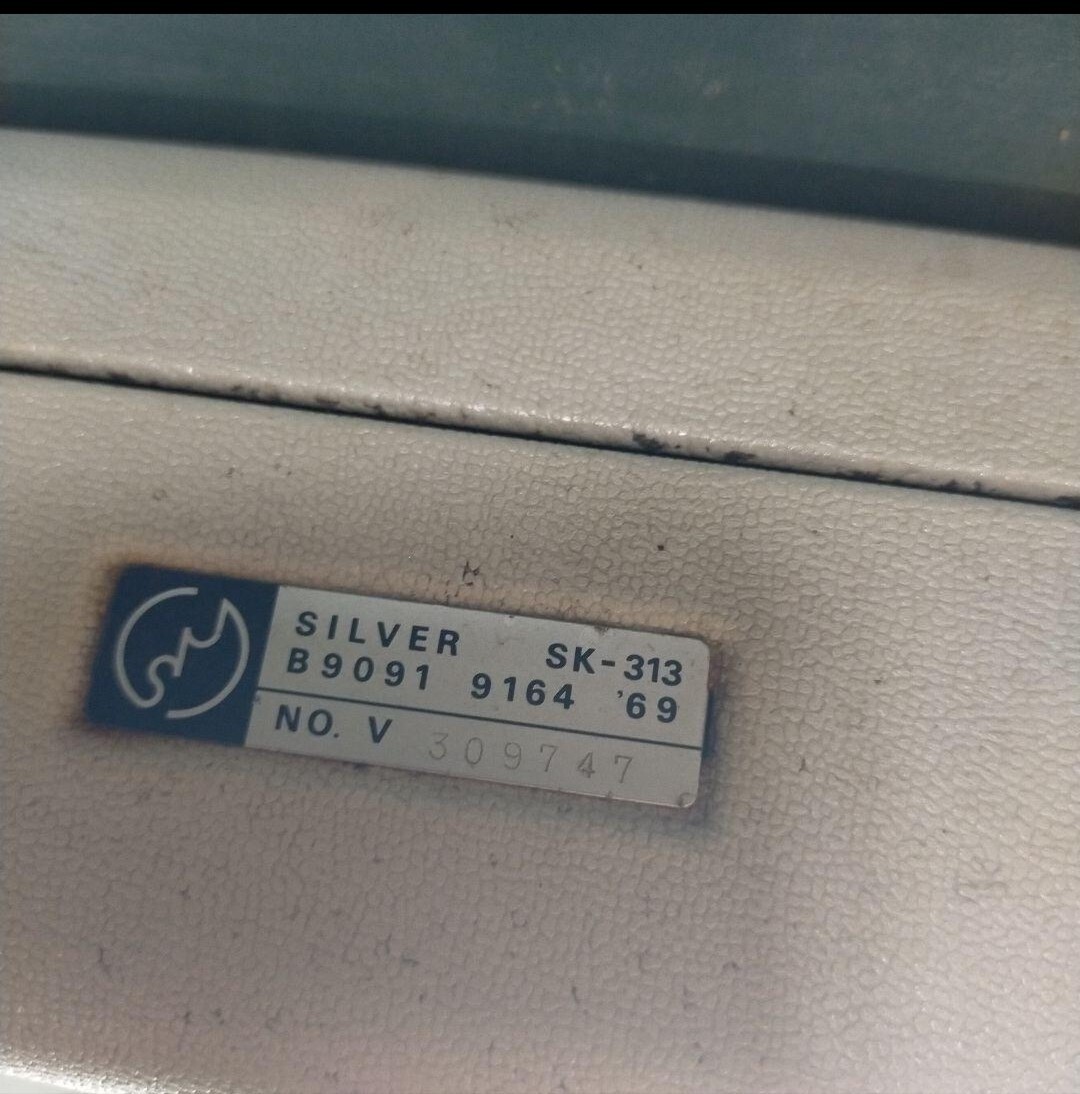 SILVER SK-313
B9091 9164 '69
NO. V 309747